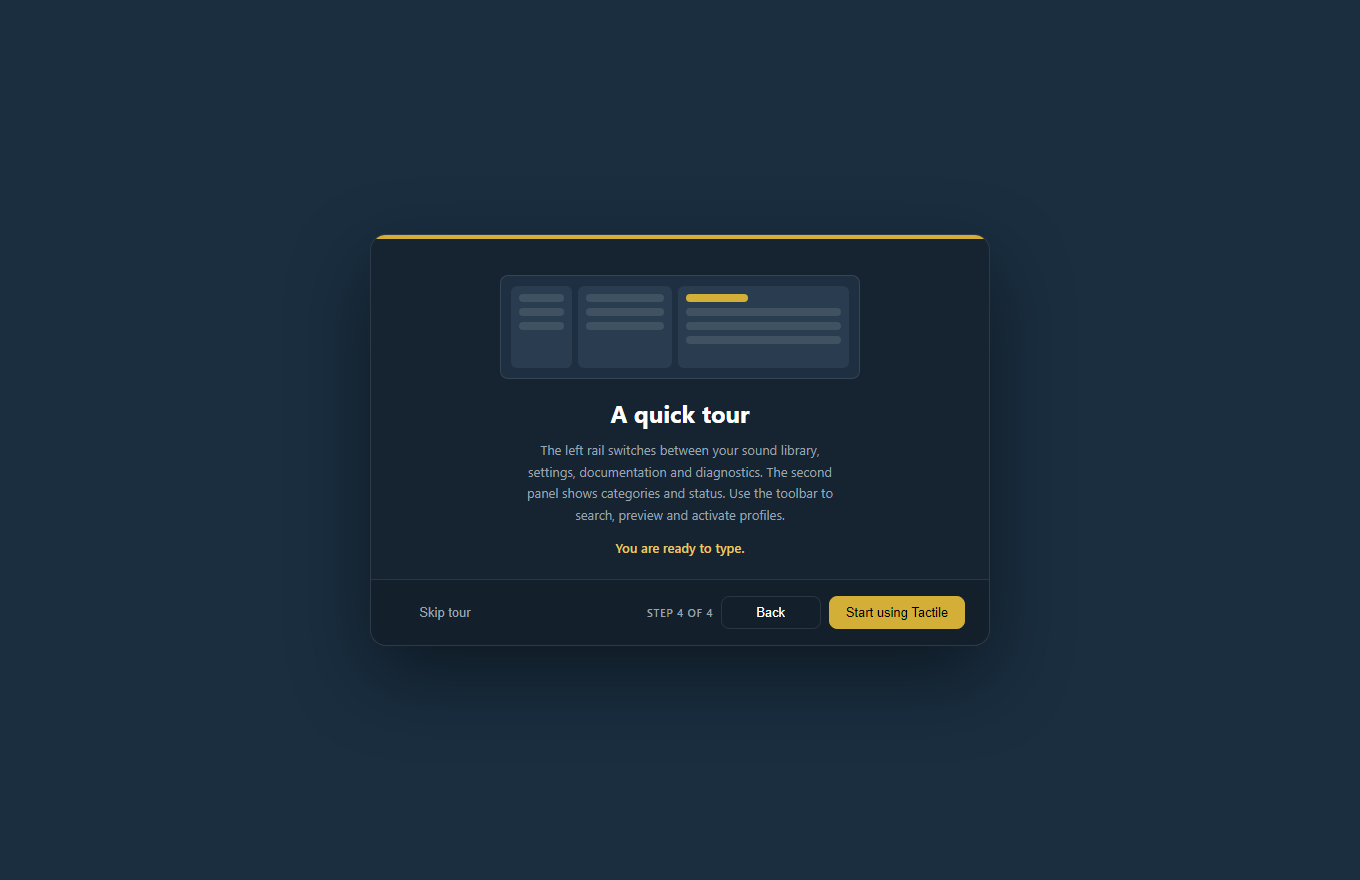 A quick tour
The left rail switches between your sound library,
settings, documentation and diagnostics. The second
panel shows categories and status. Use the toolbar to
search, preview and activate profiles.
You are ready to type.
Skip tour
STEP 4 OF 4
Back
Start using Tactile